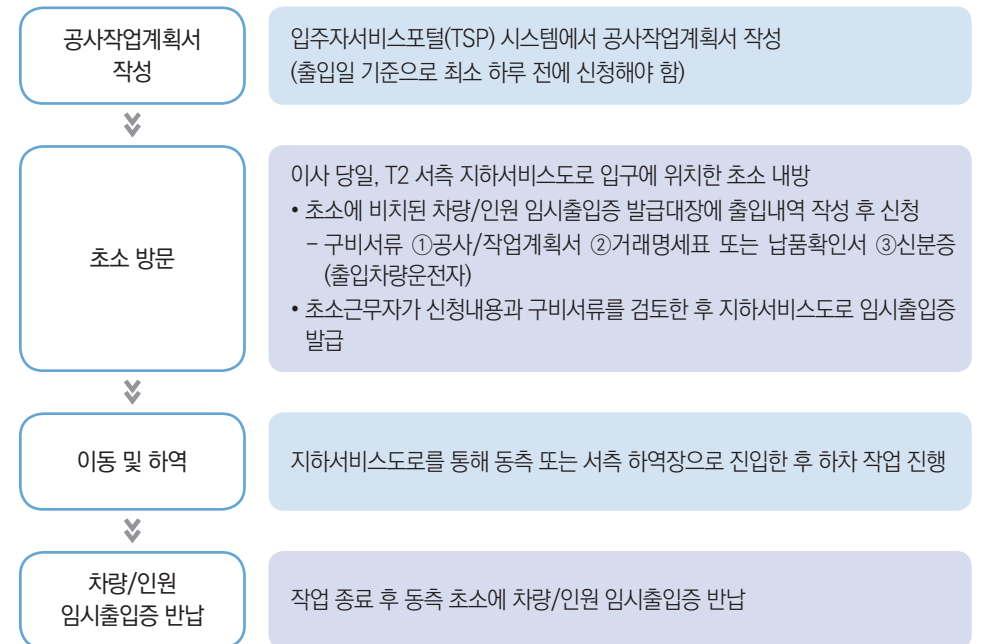 공사작업계획서
작성
입주자서비스포털(TSP) 시스템에서 공사작업계획서 작성
(출입일 기준으로 최소 하루 전에 신청해야 함)
초소 방문
이사 당일, T2 서측 지하서비스도로 입구에 위치한 초소 내방
• 초소에 비치된 차량/인원 임시출입증 발급대장에 출입내역 작성 후 신청
- 구비서류 ①공사/작업계획서 ②거래명세표 또는 납품확인서 ③신분증
(출입차량운전자)
• 초소근무자가 신청내용과 구비서류를 검토한 후 지하서비스도로 임시출입증
발급
이동 및 하역
지하서비스도로를 통해 동측 또는 서측 하역장으로 진입한 후 하차 작업 진행
차량/인원
임시출입증 반납
작업 종료 후 동측 초소에 차량/인원 임시출입증 반납